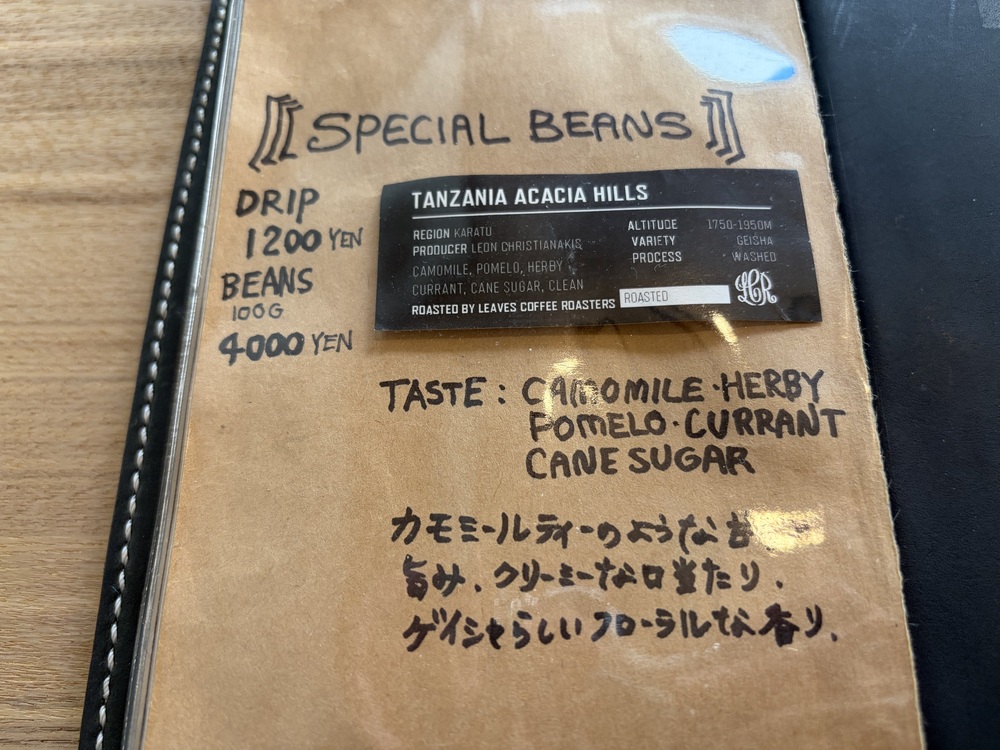 SPECIAL BEANS
DRIP
1200 YEN
BEANS
100G
4000 YEN
TANZANIA ACACIA HILLS
REGION KARATU
PRODUCER LEON CHRISTIANAKIS
CAMOMILE, POMELO, HERBY
CURRANT, CANE SUGAR, CLEAN
ALTITUDE 1750-1950M
VARIETY GEISHA
PROCESS WASHED
ROASTED BY LEAVES COFFEE ROASTERS ROASTED
LCR
TASTE : CAMOMILE・HERBY
POMELO・CURRANT
CANE SUGAR
カモミールティーのような
旨み、クリーミーな口当たり、
ゲイシャらしいフローラルな香り、